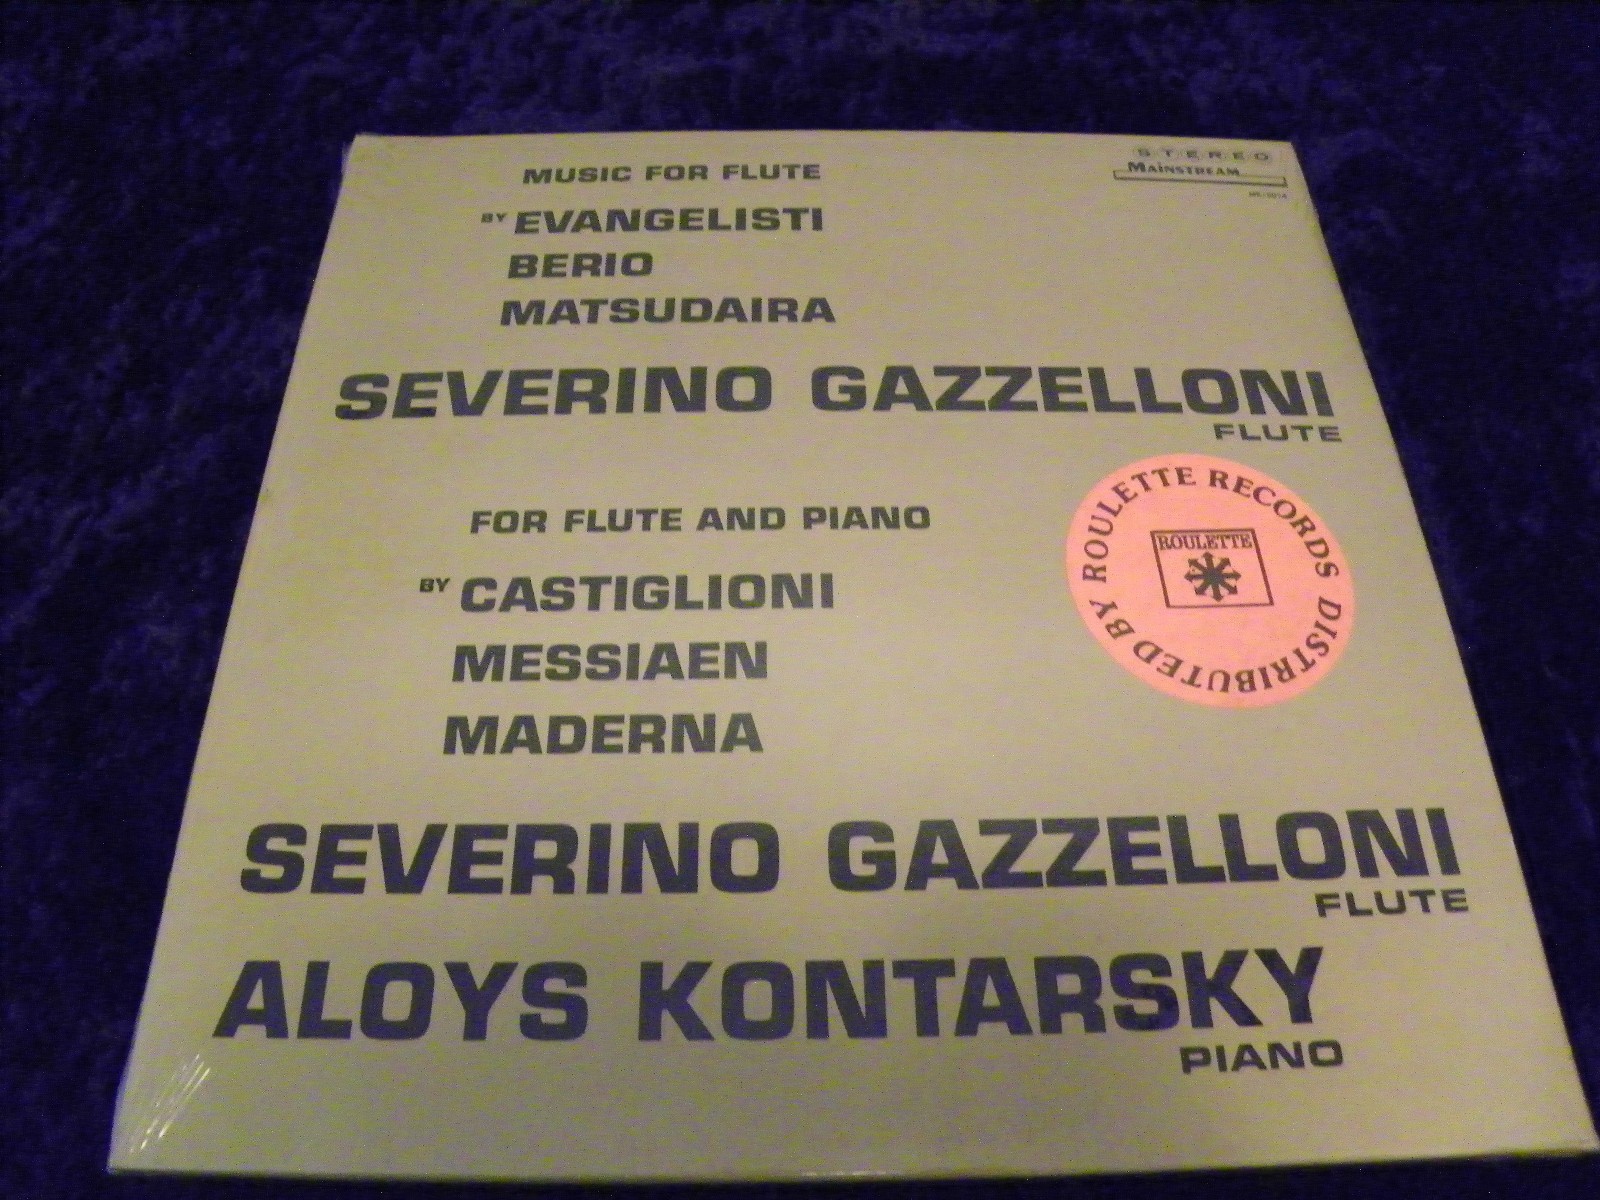 STEREO
MAiNSTREAM
MUSIC FOR FLUTE
BY EVANGELISTI
BERIO
MATSUDAIRA
SEVERINO GAZZELLONI
FLUTE
FOR FLUTE AND PIANO
BY CASTIGLIONI
MESSIAEN
MADERNA
DISTRIBUTED BY ROULETTE RECORDS
ROULETTE
SEVERINO GAZZELLONI
FLUTE
ALOYS KONTARSKY
PIANO